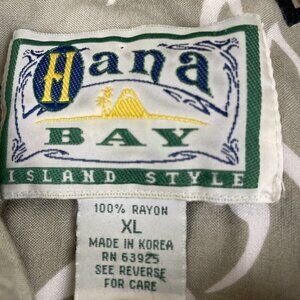 Hana
BAY
ISLAND STYLE
100% RAYON
XL
MADE IN KOREA
RN 63925
SEE REVERSE
FOR CARE